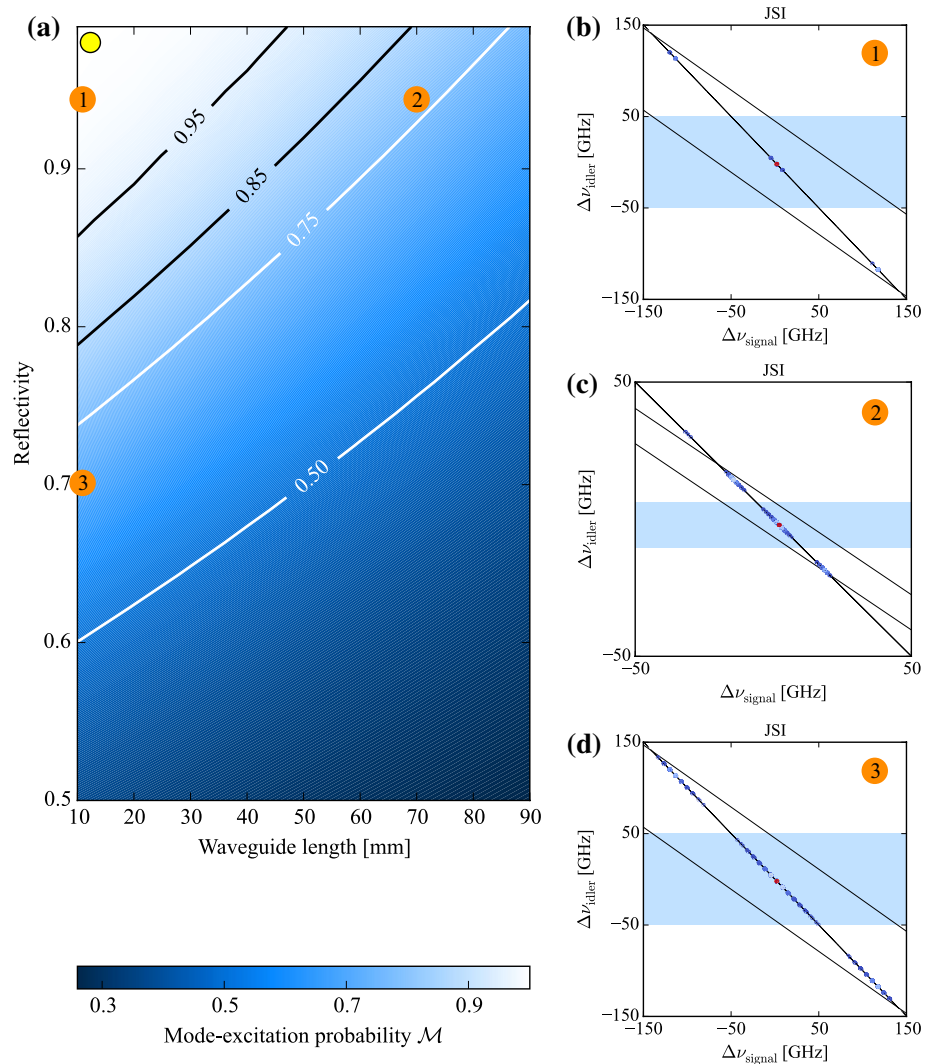 (a)
0.9
0.8
0.7
0.6
0.5
Reflectivity
1
2
3
0.95
0.85
0.75
0.50
10 20 30 40 50 60 70 80 90
Waveguide length [mm]
0.3 0.5 0.7 0.9
Mode-excitation probability ℳ
(b)
JSI
1
150
50
−50
−150
Δν_idler [GHz]
−150 −50 50 150
Δν_signal [GHz]
(c)
JSI
2
50
−50
Δν_idler [GHz]
−50 50
Δν_signal [GHz]
(d)
JSI
3
150
50
−50
−150
Δν_idler [GHz]
−150 −50 50 150
Δν_signal [GHz]